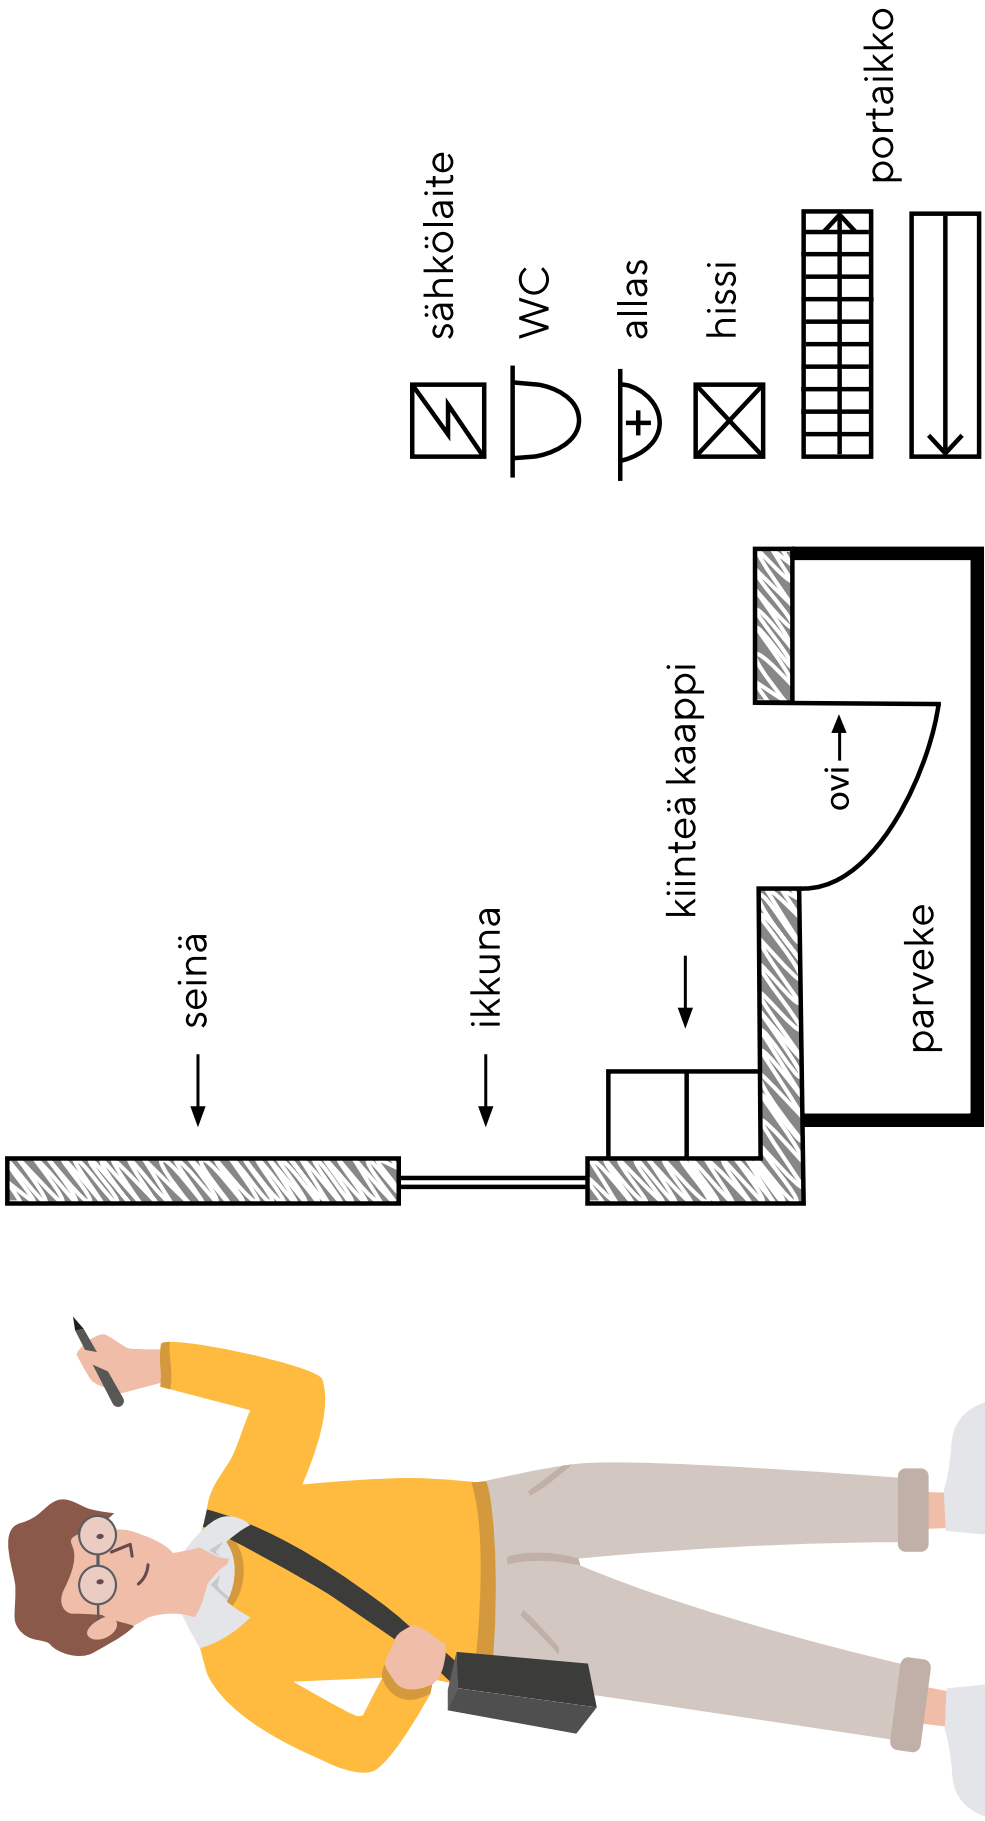 seinä
ikkuna
kiinteä kaappi
ovi
parveke
sähkölaite
WC
allas
hissi
portaikko